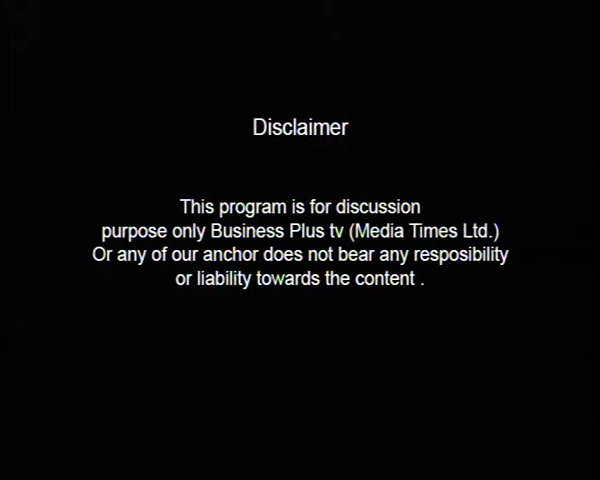 Disclaimer
This program is for discussion
purpose only Business Plus tv (Media Times Ltd.)
Or any of our anchor does not bear any resposibility
or liability towards the content .